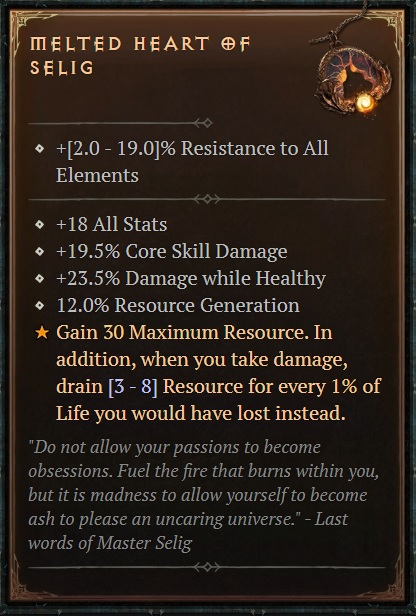 MELTED HEART OF
SELIG
+[2.0 - 19.0]% Resistance to All
Elements
+18 All Stats
+19.5% Core Skill Damage
+23.5% Damage while Healthy
12.0% Resource Generation
Gain 30 Maximum Resource. In
addition, when you take damage,
drain [3 - 8] Resource for every 1% of
Life you would have lost instead.
"Do not allow your passions to become
obsessions. Fuel the fire that burns within you,
but it is madness to allow yourself to become
ash to please an uncaring universe." - Last
words of Master Selig